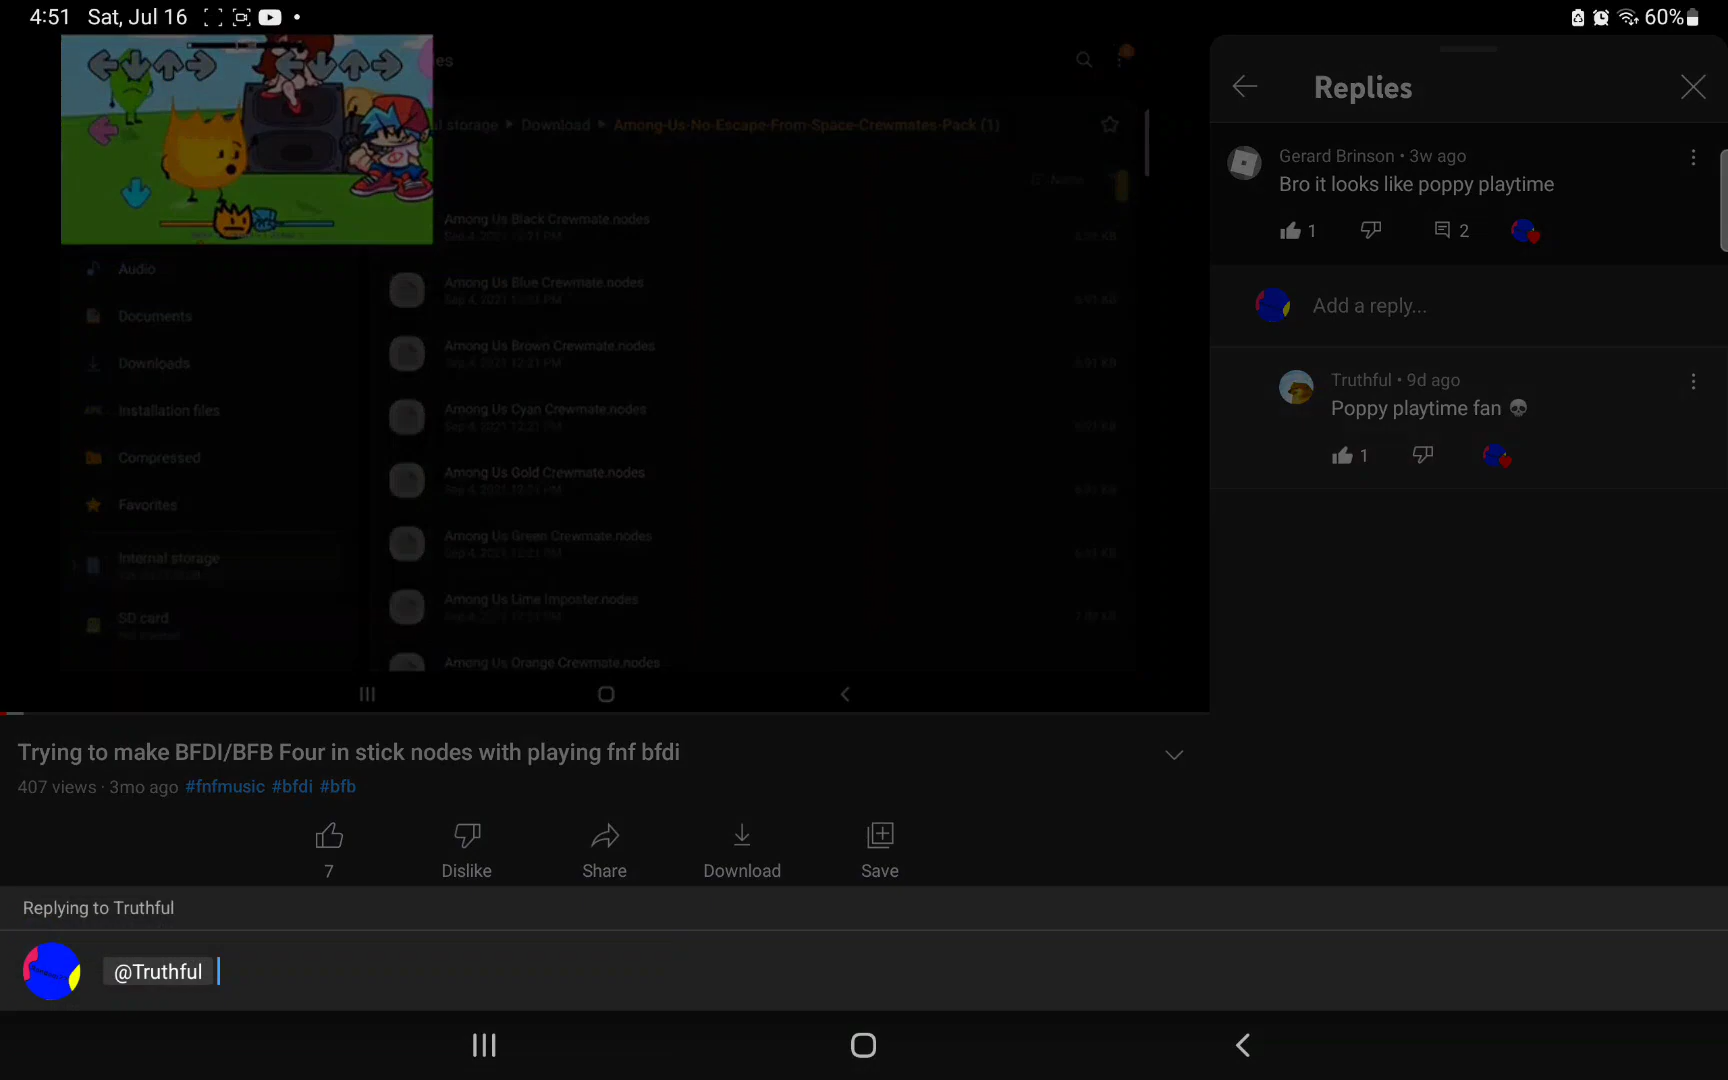 4:51 Sat, Jul 16
60%
Among-Us-No-Escape-From-Space-Crewmates-Pack (1)
Download
storage
Name
Among Us Black Crewmate.nodes
Among Us Blue Crewmate.nodes
Among Us Brown Crewmate.nodes
Among Us Cyan Crewmate.nodes
Among Us Gold Crewmate.nodes
Among Us Green Crewmate.nodes
Among Us Lime Imposter.nodes
Among Us Orange Crewmate.nodes
Audio
Documents
Downloads
APK Installation files
Compressed
Favorites
Internal storage
SD card
Replies
Gerard Brinson • 3w ago
Bro it looks like poppy playtime
1
2
Add a reply...
Truthful • 9d ago
Poppy playtime fan 💀
1
Trying to make BFDI/BFB Four in stick nodes with playing fnf bfdi
407 views · 3mo ago #fnfmusic #bfdi #bfb
7
Dislike
Share
Download
Save
Replying to Truthful
@Truthful